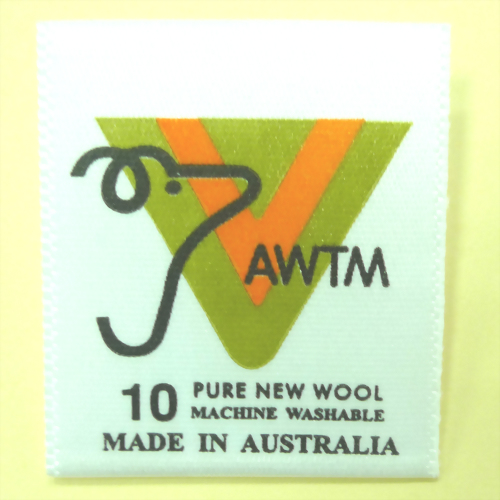 AWTM
10 PURE NEW WOOL
MACHINE WASHABLE
MADE IN AUSTRALIA